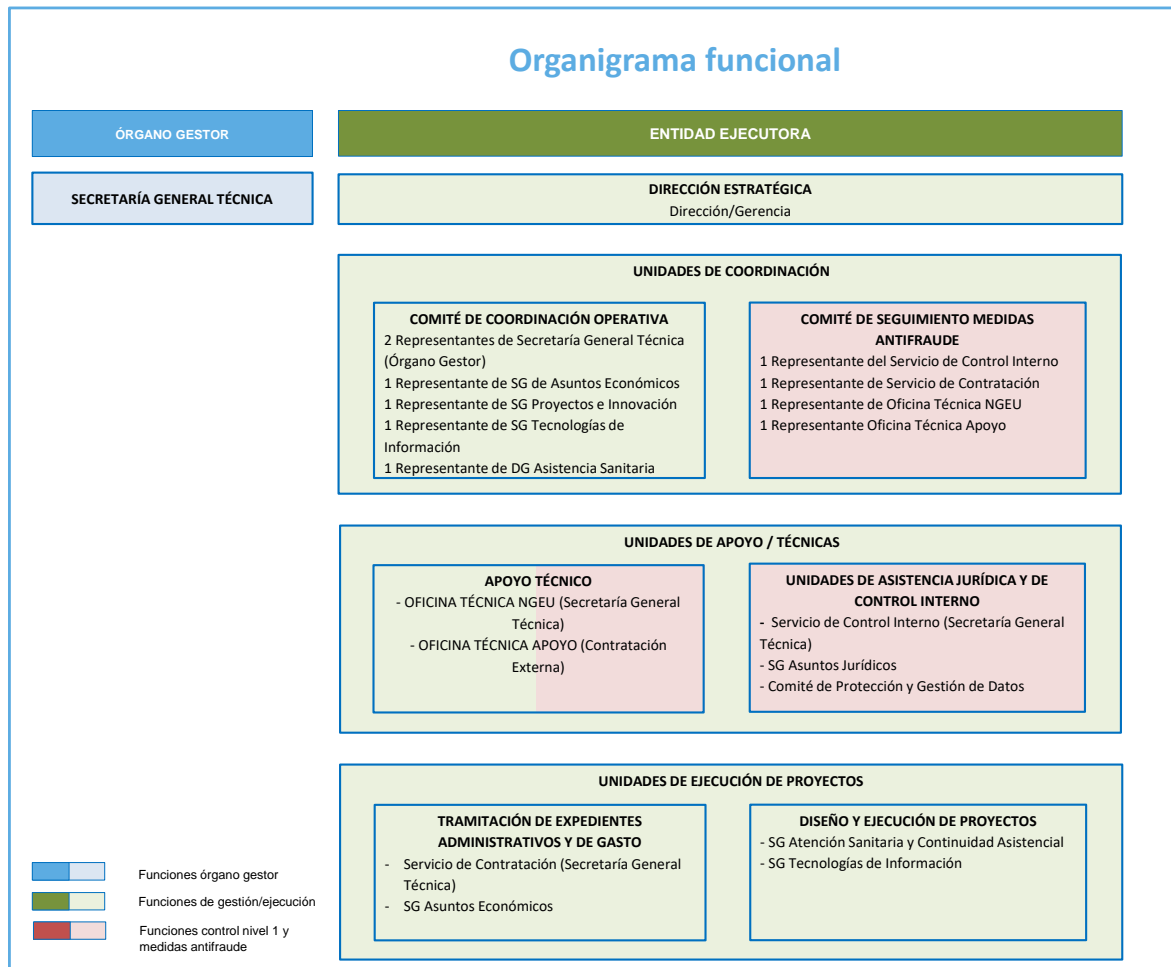 Organigrama funcional
ÓRGANO GESTOR
ENTIDAD EJECUTORA
SECRETARÍA GENERAL TÉCNICA
DIRECCIÓN ESTRATÉGICA
Dirección/Gerencia
UNIDADES DE COORDINACIÓN
COMITÉ DE COORDINACIÓN OPERATIVA
2 Representantes de Secretaría General Técnica
(Órgano Gestor)
1 Representante de SG de Asuntos Económicos
1 Representante de SG Proyectos e Innovación
1 Representante de SG Tecnologías de
Información
1 Representante de DG Asistencia Sanitaria
COMITÉ DE SEGUIMIENTO MEDIDAS
ANTIFRAUDE
1 Representante del Servicio de Control Interno
1 Representante de Servicio de Contratación
1 Representante de Oficina Técnica NGEU
1 Representante Oficina Técnica Apoyo
UNIDADES DE APOYO / TÉCNICAS
APOYO TÉCNICO
- OFICINA TÉCNICA NGEU (Secretaría General
Técnica)
- OFICINA TÉCNICA APOYO (Contratación
Externa)
UNIDADES DE ASISTENCIA JURÍDICA Y DE
CONTROL INTERNO
- Servicio de Control Interno (Secretaría General
Técnica)
- SG Asuntos Jurídicos
- Comité de Protección y Gestión de Datos
UNIDADES DE EJECUCIÓN DE PROYECTOS
TRAMITACIÓN DE EXPEDIENTES
ADMINISTRATIVOS Y DE GASTO
- Servicio de Contratación (Secretaría General
Técnica)
- SG Asuntos Económicos
DISEÑO Y EJECUCIÓN DE PROYECTOS
- SG Atención Sanitaria y Continuidad Asistencial
- SG Tecnologías de Información
Funciones órgano gestor
Funciones de gestión/ejecución
Funciones control nivel 1 y
medidas antifraude